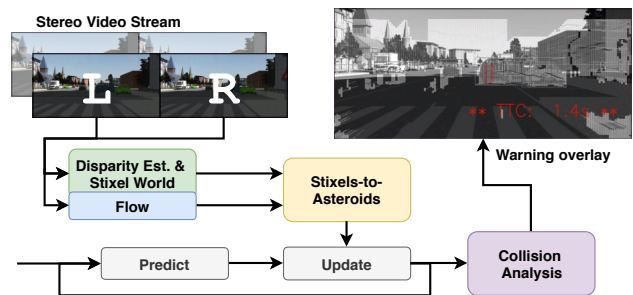 Stereo Video Stream
L
R
** TTC: 1.4s **
Warning overlay
Disparity Est. &
Stixel World
Flow
Stixels-to-
Asteroids
Predict
Update
Collision
Analysis